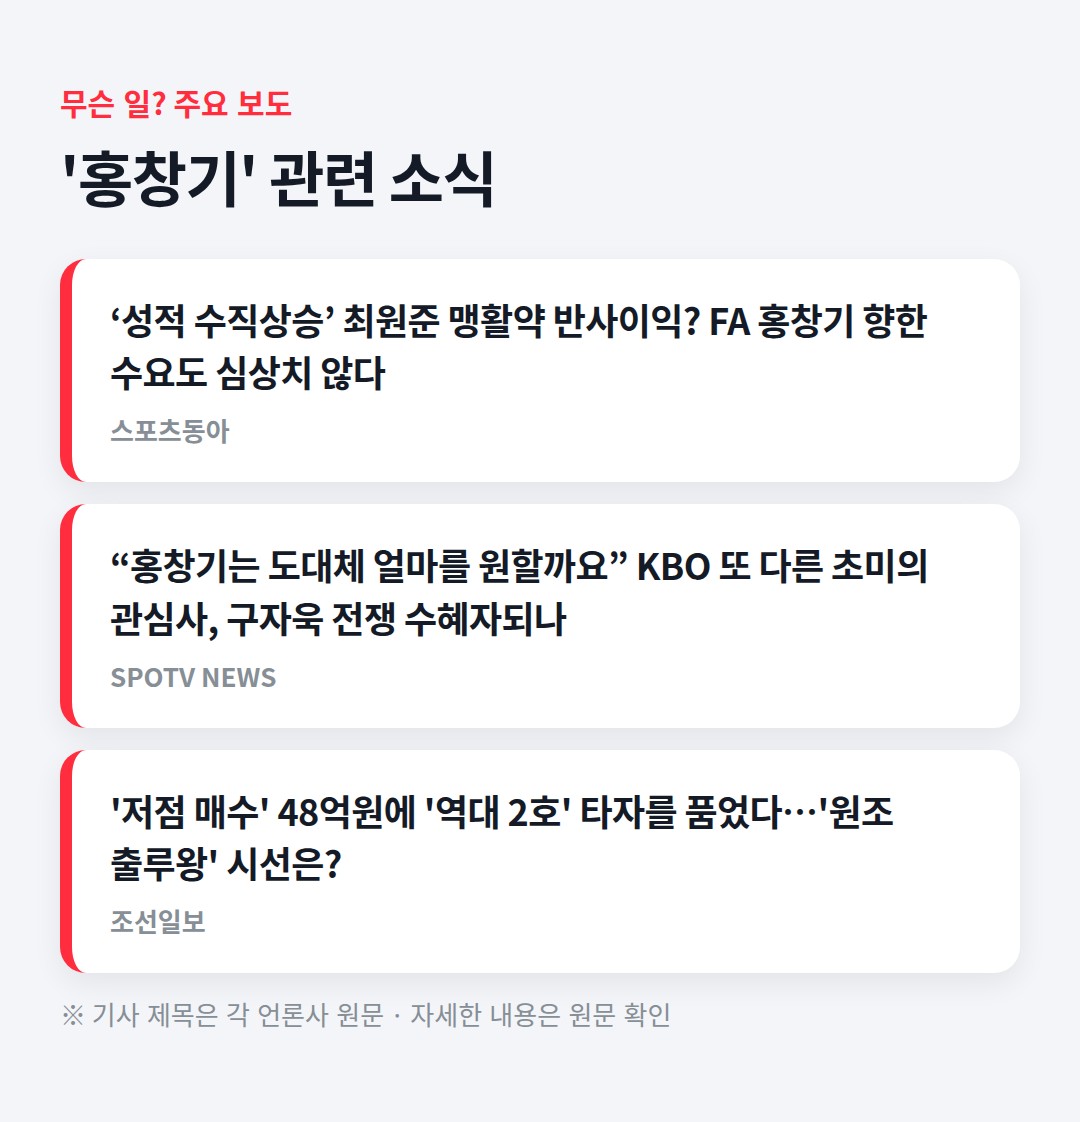 무슨 일? 주요 보도
'홍창기' 관련 소식
‘성적 수직상승’ 최원준 맹활약 반사이익? FA 홍창기 향한
수요도 심상치 않다
스포츠동아
“홍창기는 도대체 얼마를 원할까요” KBO 또 다른 초미의
관심사, 구자욱 전쟁 수혜자되나
SPOTV NEWS
'저점 매수' 48억원에 '역대 2호' 타자를 품었다…'원조
출루왕' 시선은?
조선일보
※ 기사 제목은 각 언론사 원문 · 자세한 내용은 원문 확인